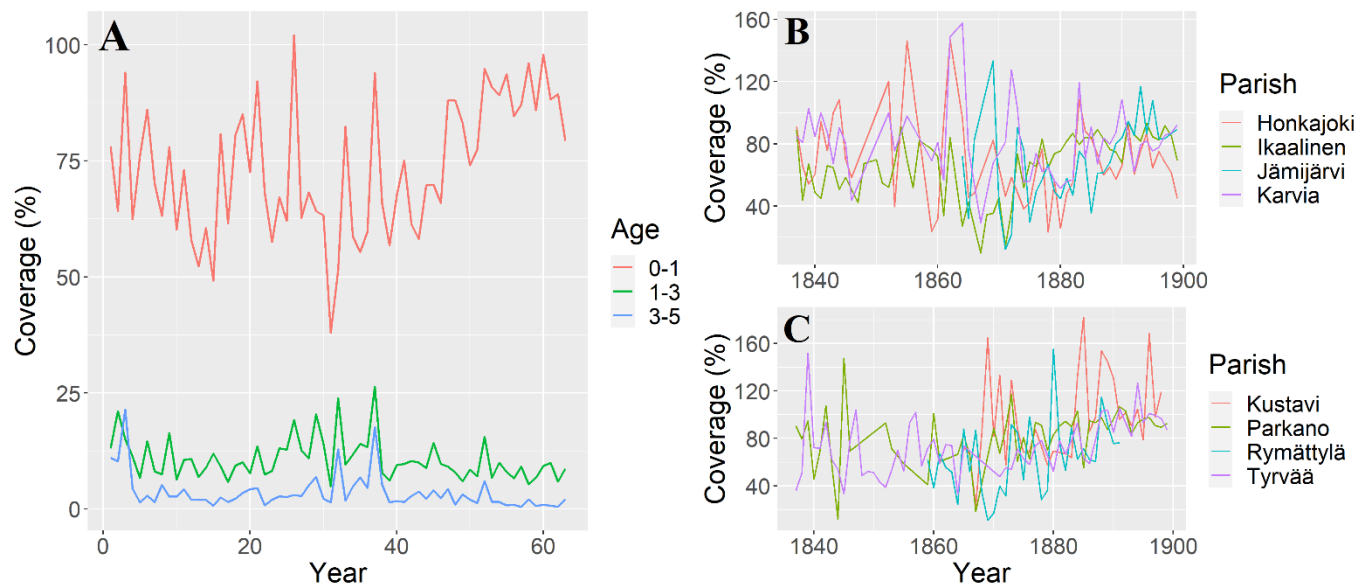 A
Coverage (%)
100
75
50
25
0
0
20
40
60
Year
Age
0-1
1-3
3-5
B
Coverage (%)
160
120
80
40
1840
1860
1880
1900
Parish
Honkajoki
Ikaalinen
Jämijärvi
Karvia
C
Coverage (%)
160
120
80
40
1840
1860
1880
1900
Year
Parish
Kustavi
Parkano
Rymättylä
Tyrvää